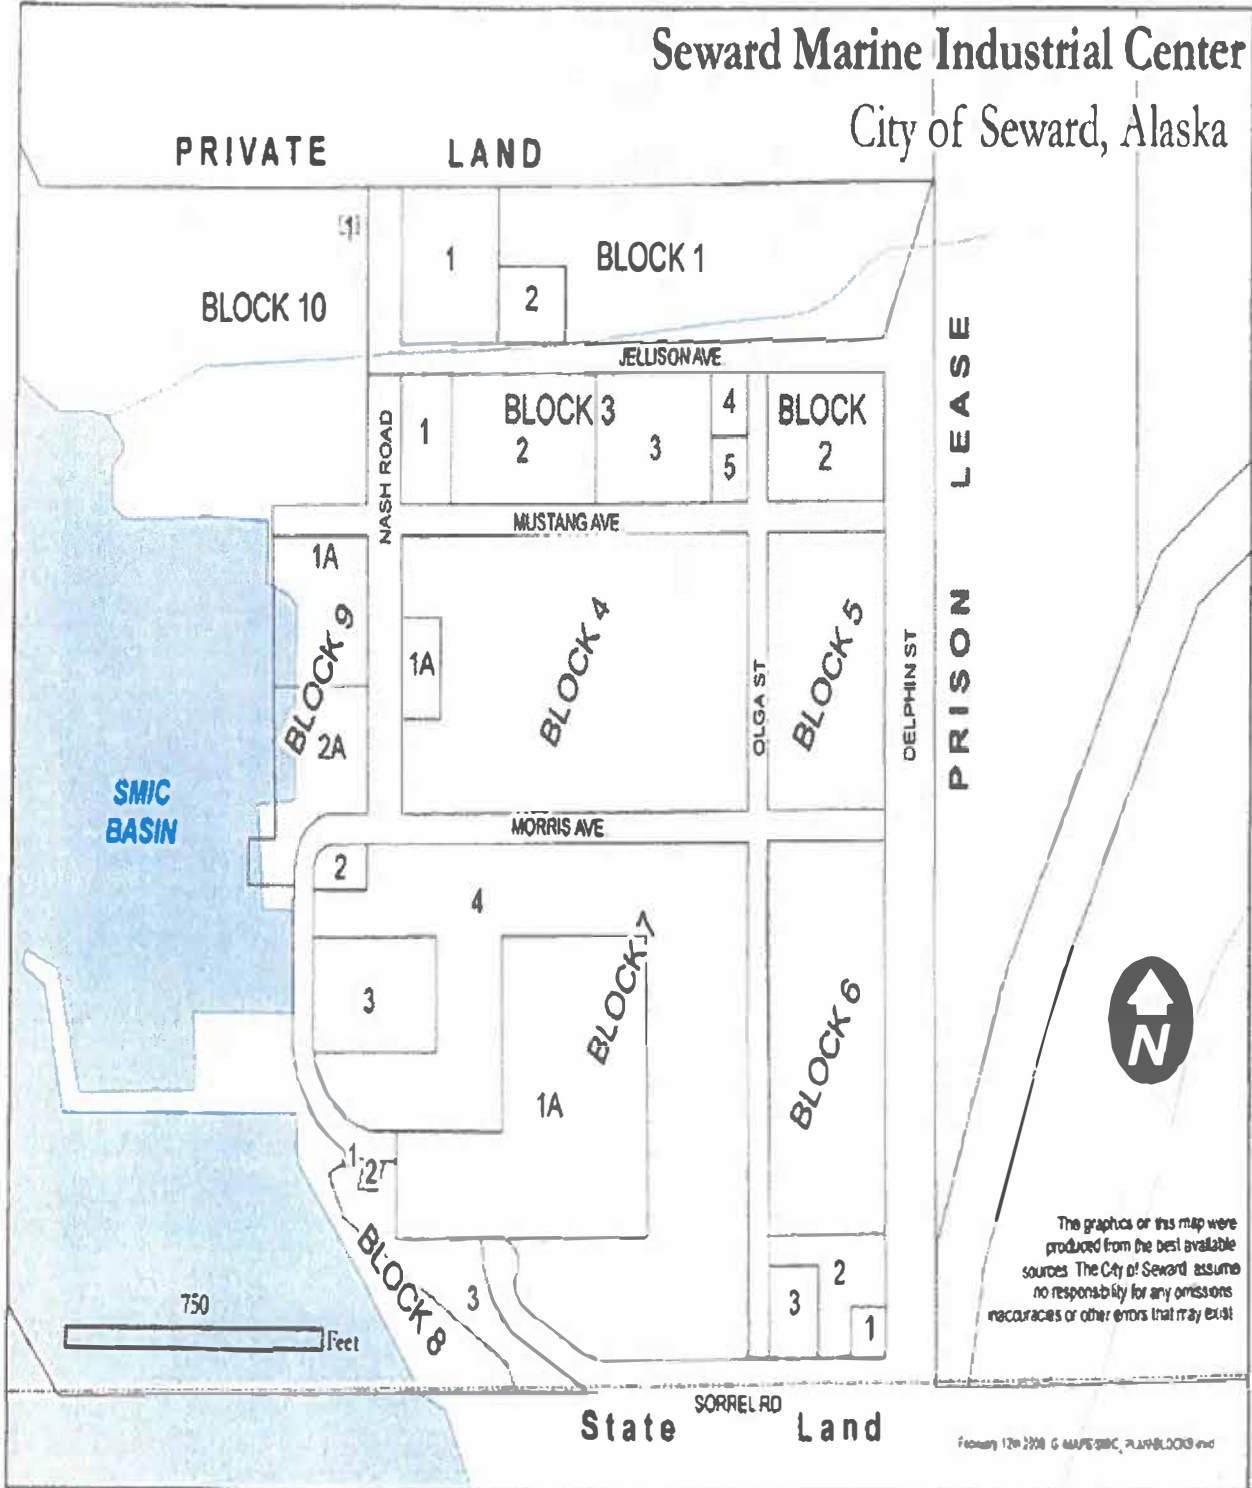 Seward Marine Industrial Center
City of Seward, Alaska
PRIVATE LAND
[1]
1
BLOCK 1
2
BLOCK 10
JELLISON AVE
PRISON LEASE
NASH ROAD
1
BLOCK 3
2
3
4
5
BLOCK
2
MUSTANG AVE
1A
BLOCK 9
2A
1A
BLOCK 4
OLGA ST
BLOCK 5
DELPHIN ST
SMIC
BASIN
MORRIS AVE
2
4
3
BLOCK 7
1A
BLOCK 6
N
1
2
BLOCK 8
3
2
3
1
The graphics on this map were
produced from the best available
sources. The City of Seward assume
no responsibility for any omissions
inaccuracies or other errors that may exist
750
Feet
SORREL RD
State Land
February 12th 2008